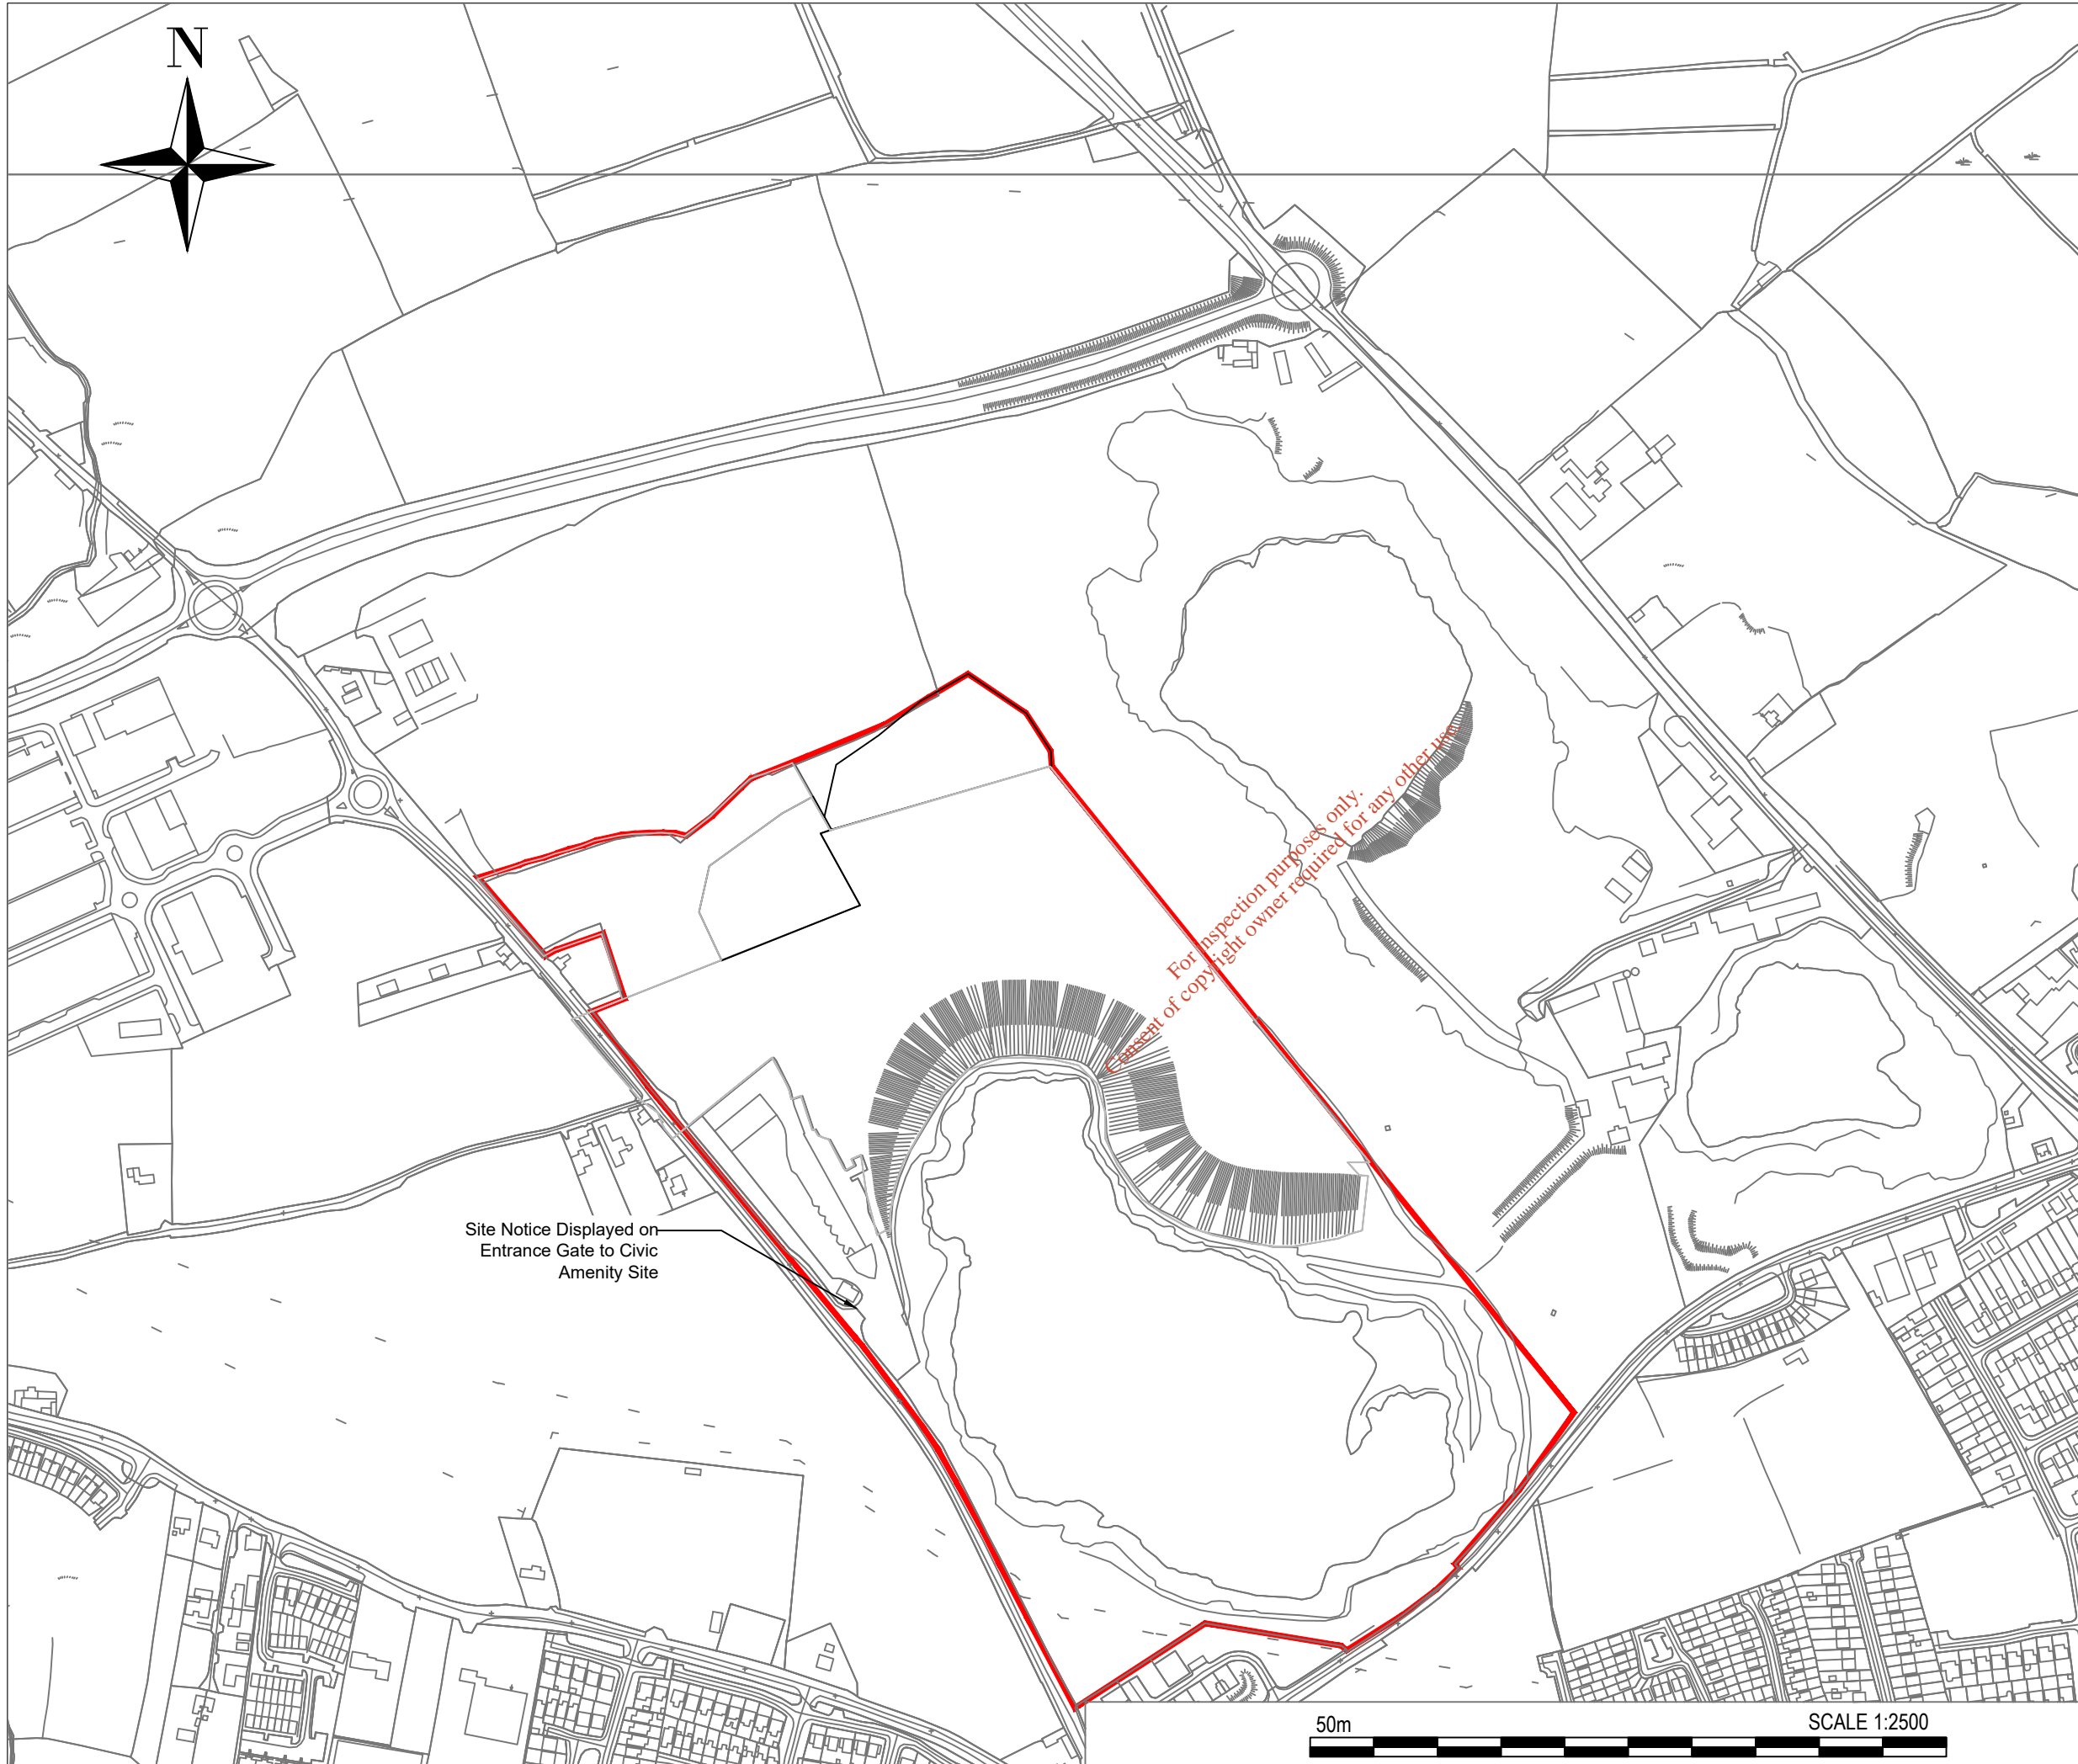 N
For inspection purposes only.
Consent of copyright owner required for any other use.
Site Notice Displayed on
Entrance Gate to Civic
Amenity Site
50m
SCALE 1:2500